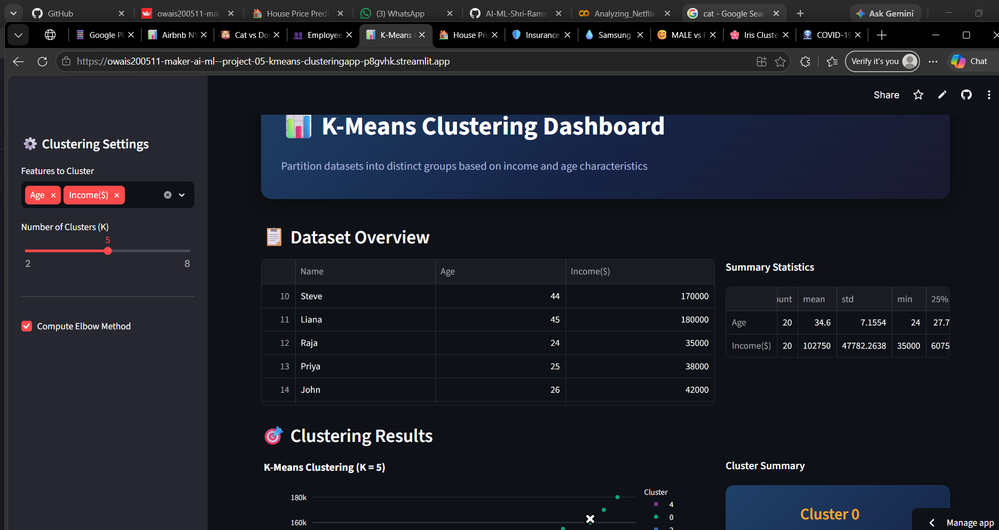 GitHub
owais200511-mak
House Price Predi
(3) WhatsApp
AI-ML-Shri-Rams
Analyzing_Netflix
cat - Google Sear
Ask Gemini
Google Pl
Airbnb NY
Cat vs Do
Employee
K-Means
House Pri
Insurance
Samsung
MALE vs F
Iris Cluste
COVID-19
https://owais200511-maker-ai-ml--project-05-kmeans-clusteringapp-p8gvhk.streamlit.app
Verify it's you
Chat
Share
Clustering Settings
Features to Cluster
Age
Income($)
Number of Clusters (K)
5
2 8
Compute Elbow Method
K-Means Clustering Dashboard
Partition datasets into distinct groups based on income and age characteristics
Dataset Overview
Name Age Income($)
10 Steve 44 170000
11 Liana 45 180000
12 Raja 24 35000
13 Priya 25 38000
14 John 26 42000
Summary Statistics
ount mean std min 25%
Age 20 34.6 7.1554 24 27.7
Income($) 20 102750 47782.2638 35000 6075
Clustering Results
K-Means Clustering (K = 5)
180k
160k
Cluster
4
0
Cluster Summary
Cluster 0
Manage app